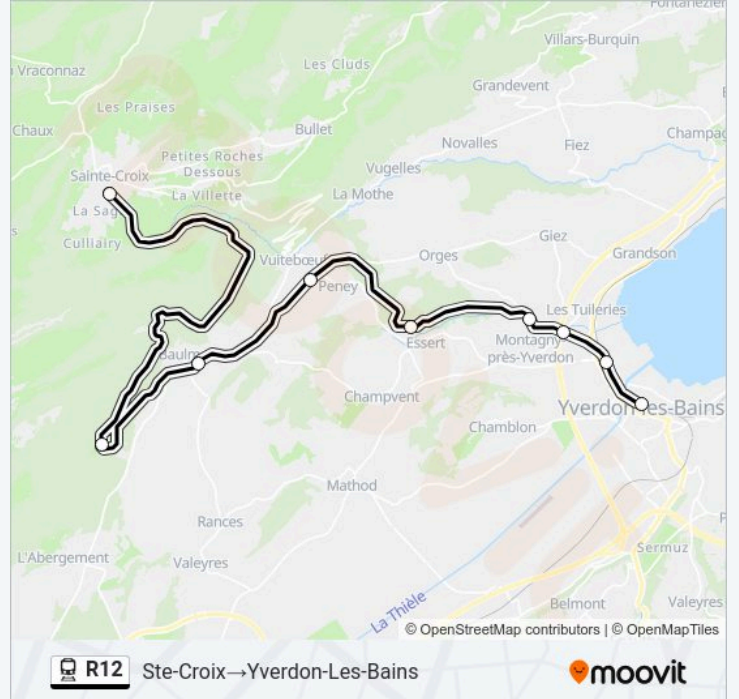 Fontanezier
Villars-Burquin
Les Cluds
Vraconnaz
Grandevent
Les Praises
Chaux
Bullet
Champag
Novalles
Fiez
Petites Roches
Dessous
Vugelles
Sainte-Croix
La Villette
La Mothe
La Sag
Culliairy
Giez
Orges
Grandson
Vuitebœuf
Peney
Les Tuileries
Essert
Montagny-
près-Yverdon
Baulm
Champvent
Yverdon-les-Bains
Chamblon
Mathod
Rances
L'Abergement
Valeyres
Sermuz
La Thièle
Belmont
Valeyres
© OpenStreetMap contributors | © OpenMapTiles
R12 Ste-Croix→Yverdon-Les-Bains
moovit